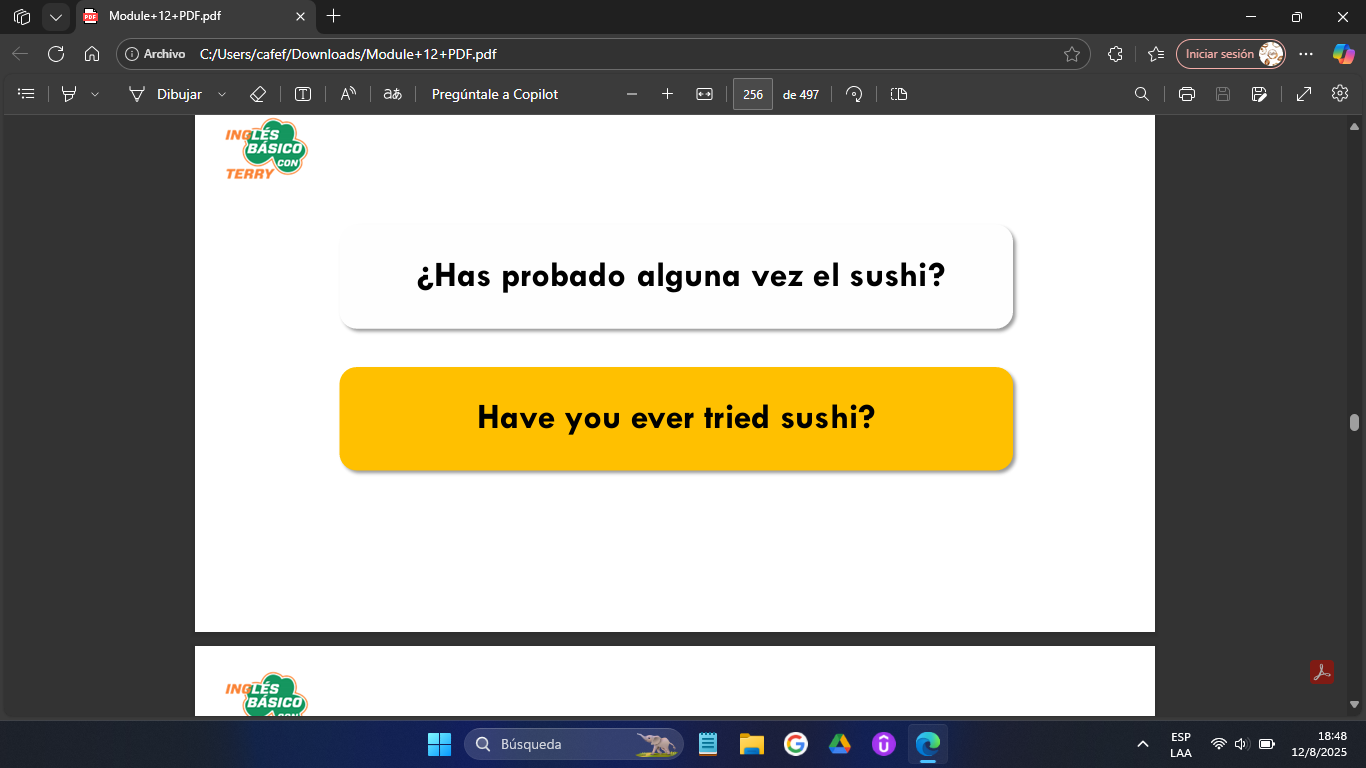 Module+12+PDF.pdf
Archivo C:/Users/cafef/Downloads/Module+12+PDF.pdf Iniciar sesión
Dibujar Pregúntale a Copilot 256 de 497
INGLÉS
BÁSICO
CON
TERRY
¿Has probado alguna vez el sushi?
Have you ever tried sushi?
INGLÉS
BÁSICO
CON
Búsqueda
ESP
LAA
18:48
12/8/2025